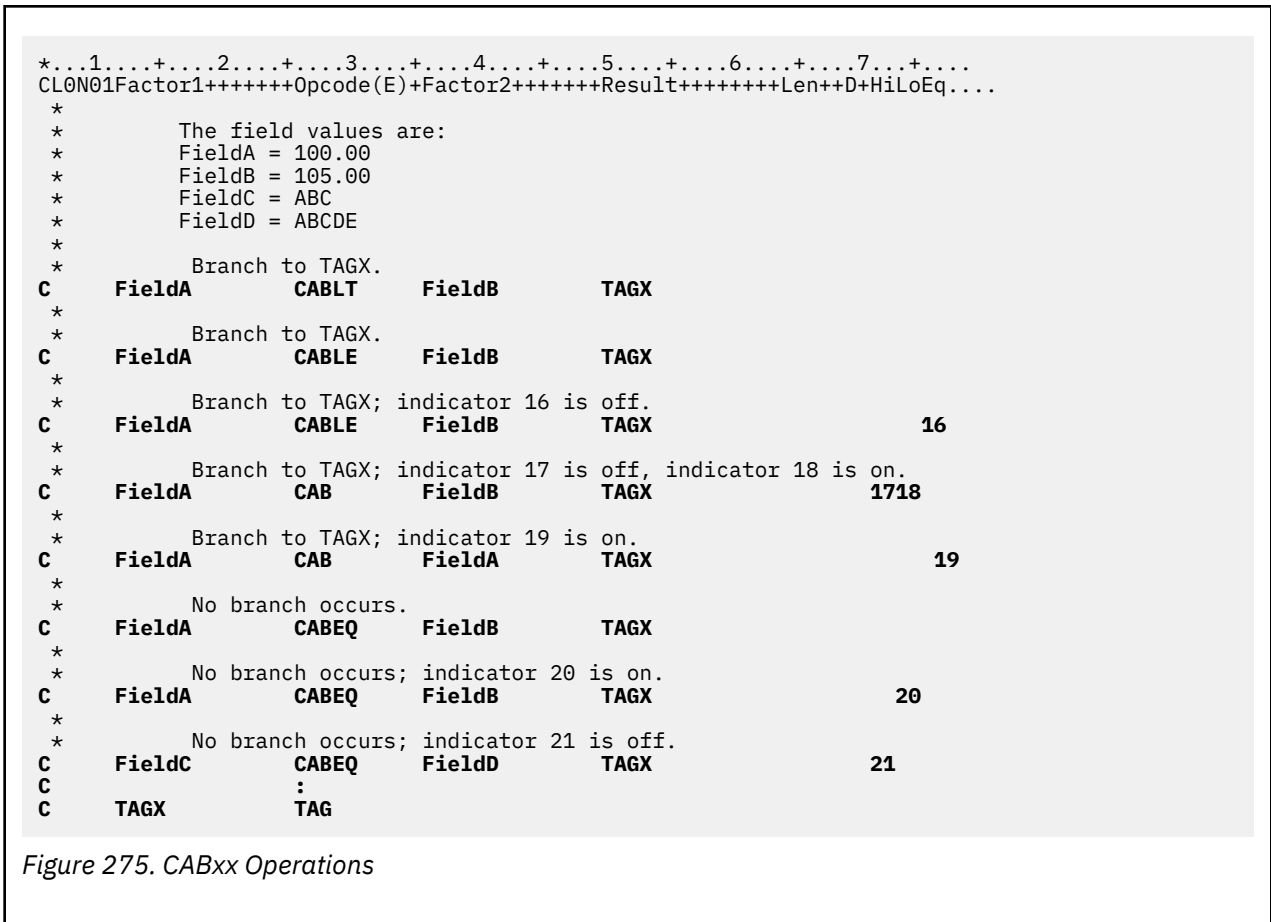 *...1....+....2....+....3....+....4....+....5....+....6....+....7...+....
CL0N01Factor1+++++++Opcode(E)+Factor2+++++++Result++++++++Len++D+HiLoEq....
*
* The field values are:
* FieldA = 100.00
* FieldB = 105.00
* FieldC = ABC
* FieldD = ABCDE
*
* Branch to TAGX.
C FieldA CABLT FieldB TAGX
*
* Branch to TAGX.
C FieldA CABLE FieldB TAGX
*
* Branch to TAGX; indicator 16 is off.
C FieldA CABLE FieldB TAGX 16
*
* Branch to TAGX; indicator 17 is off, indicator 18 is on.
C FieldA CAB FieldB TAGX 1718
*
* Branch to TAGX; indicator 19 is on.
C FieldA CAB FieldA TAGX 19
*
* No branch occurs.
C FieldA CABEQ FieldB TAGX
*
* No branch occurs; indicator 20 is on.
C FieldA CABEQ FieldB TAGX 20
*
* No branch occurs; indicator 21 is off.
C FieldC CABEQ FieldD TAGX 21
C :
C TAGX TAG
Figure 275. CABxx Operations